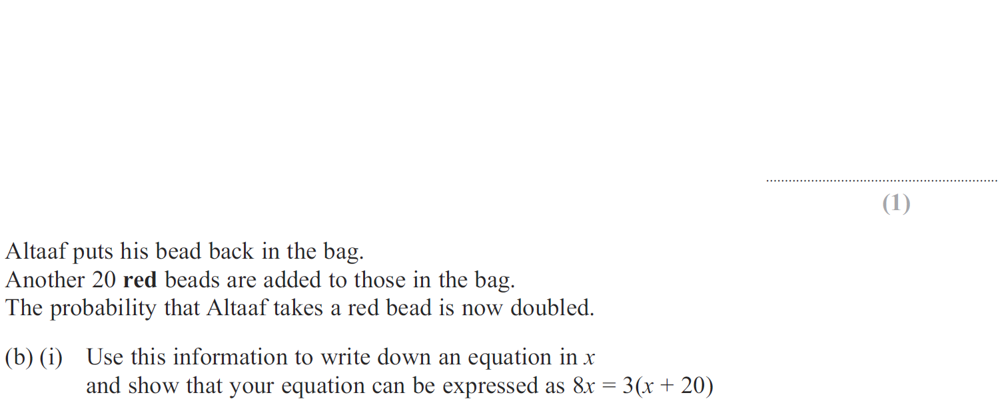 (1)
Altaaf puts his bead back in the bag.
Another 20 red beads are added to those in the bag.
The probability that Altaaf takes a red bead is now doubled.
(b) (i) Use this information to write down an equation in x
and show that your equation can be expressed as 8x = 3(x + 20)